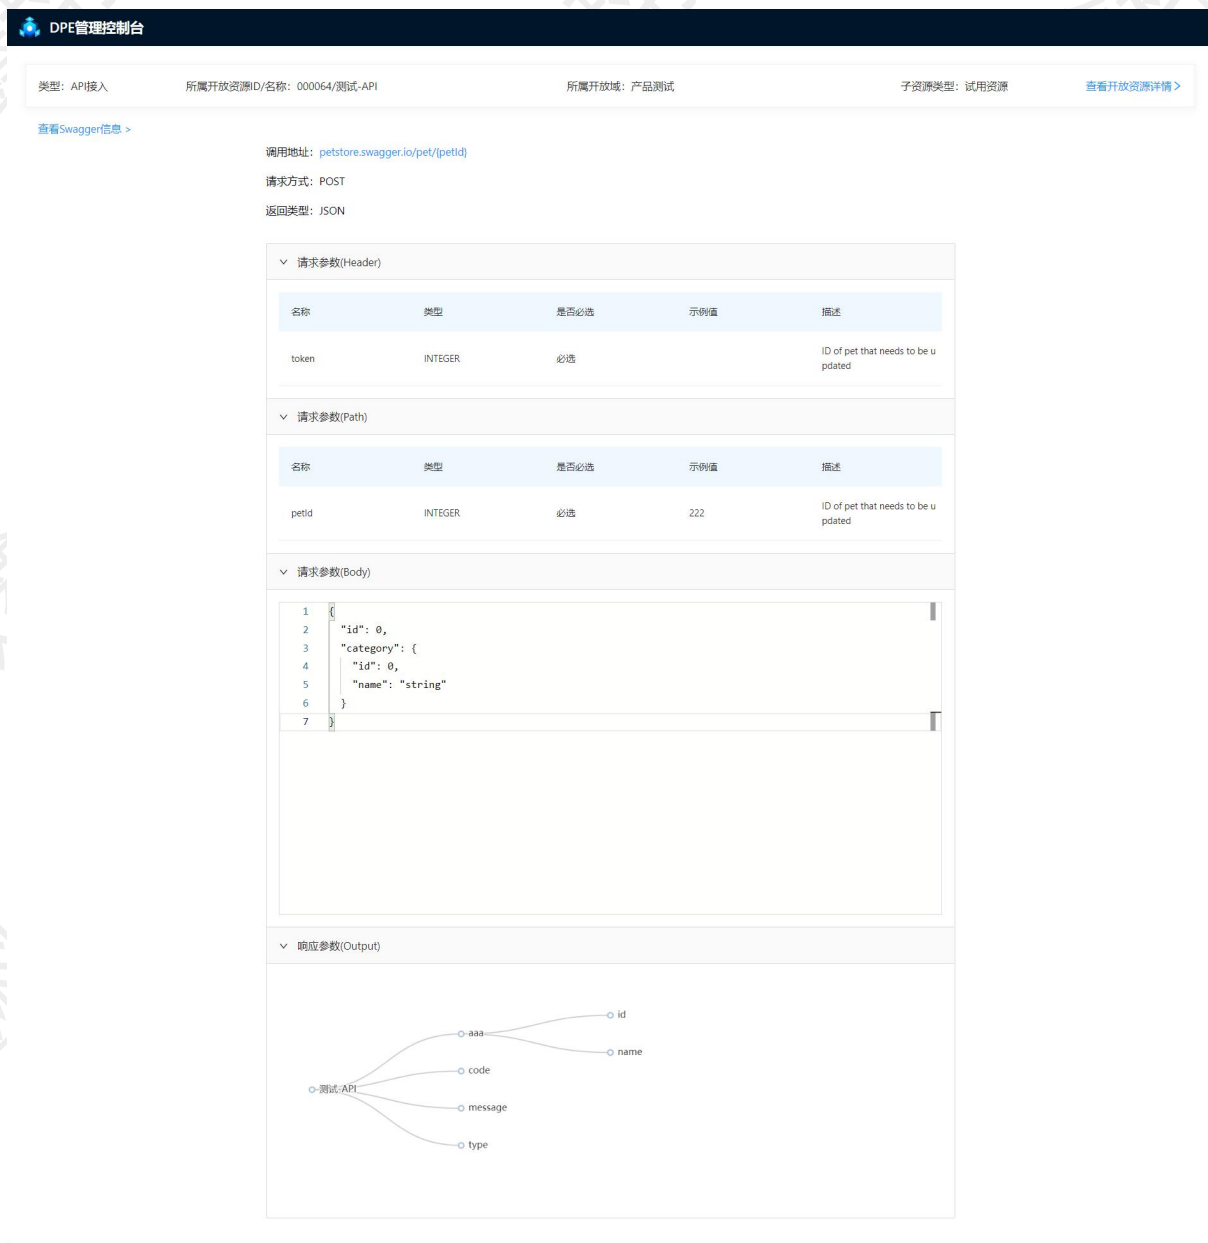 DPE管理控制台
类型：API接入 所属开放资源ID/名称：000064/测试-API 所属开放域：产品测试 子资源类型：试用资源 查看开放资源详情 >
查看Swagger信息 >
调用地址：petstore.swagger.io/pet/{petId}
请求方式：POST
返回类型：JSON
请求参数(Header)
名称 类型 是否必选 示例值 描述
token INTEGER 必选 ID of pet that needs to be u
pdated
请求参数(Path)
名称 类型 是否必选 示例值 描述
petId INTEGER 必选 222 ID of pet that needs to be u
pdated
请求参数(Body)
1 {
2 "id": 0,
3 "category": {
4 "id": 0,
5 "name": "string"
6 }
7 }
响应参数(Output)
id
aaa
name
code
测试-API
message
type